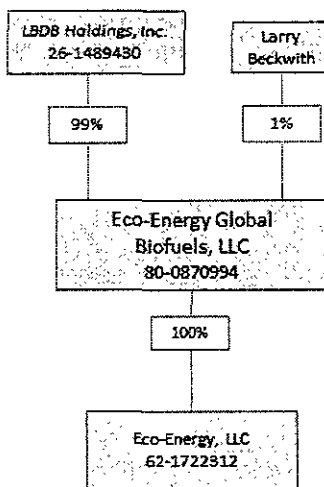 LBDB Holdings, Inc.
26-1489430
Larry
Beckwith
99%
1%
Eco-Energy Global
Biofuels, LLC
80-0870994
100%
Eco-Energy, LLC
62-1722312